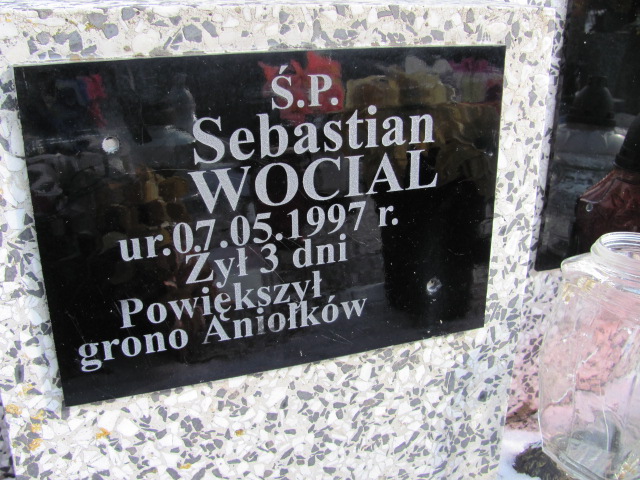 Ś.P.
Sebastian
WOCIAL
ur.07.05.1997 r.
Żył 3 dni
Powiększył
grono Aniołków